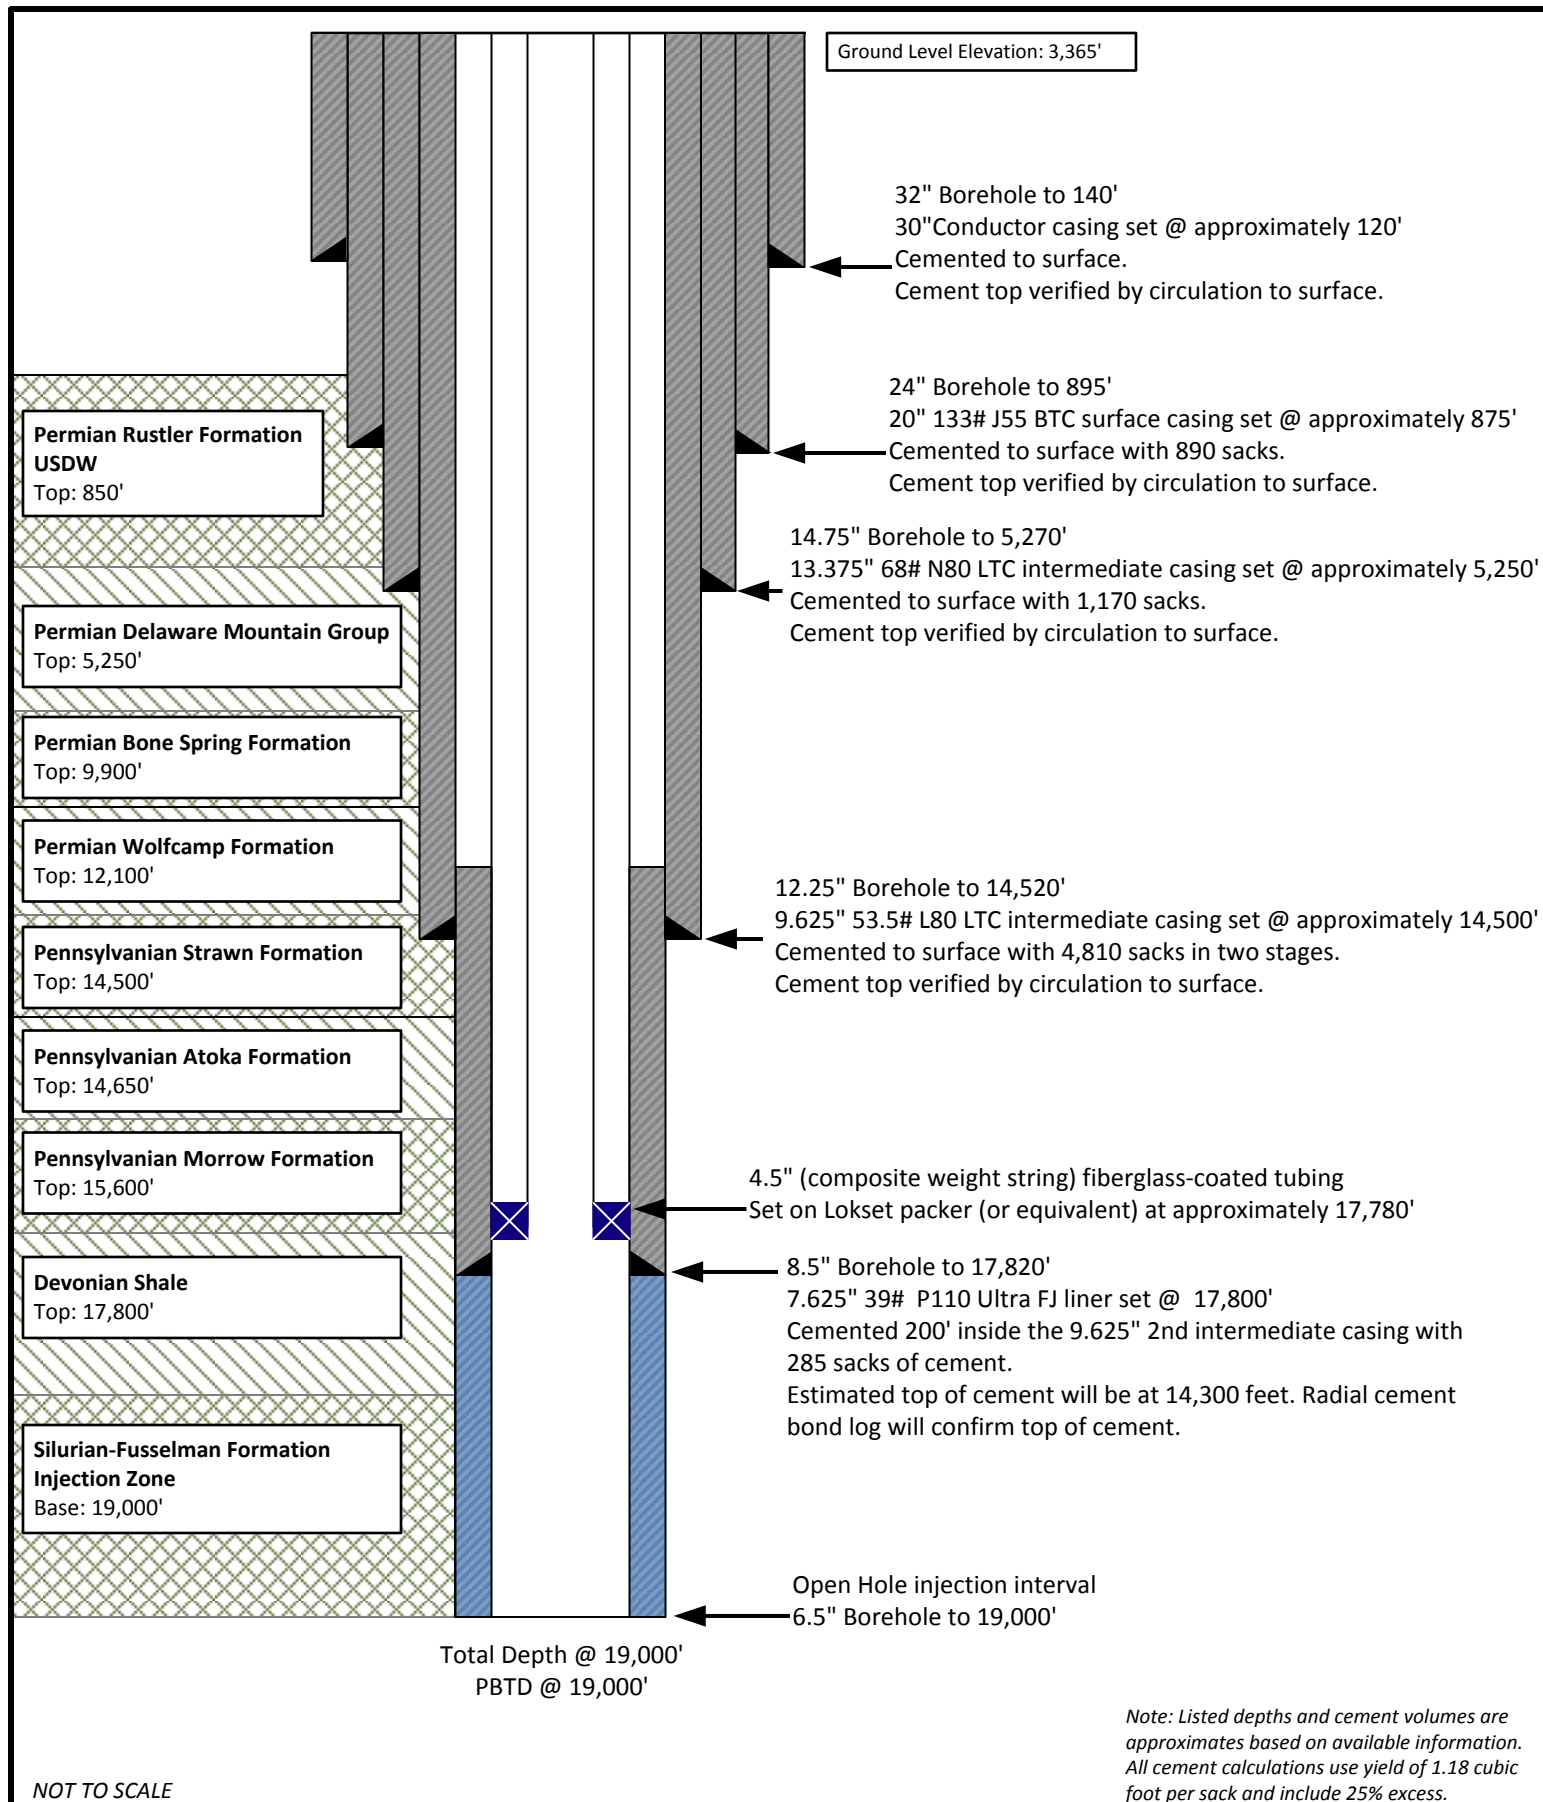 Ground Level Elevation: 3,365'
32" Borehole to 140'
30"Conductor casing set @ approximately 120'
Cemented to surface.
Cement top verified by circulation to surface.
24" Borehole to 895'
20" 133# J55 BTC surface casing set @ approximately 875'
Cemented to surface with 890 sacks.
Cement top verified by circulation to surface.
Permian Rustler Formation
USDW
Top: 850'
14.75" Borehole to 5,270'
13.375" 68# N80 LTC intermediate casing set @ approximately 5,250'
Cemented to surface with 1,170 sacks.
Cement top verified by circulation to surface.
Permian Delaware Mountain Group
Top: 5,250'
Permian Bone Spring Formation
Top: 9,900'
Permian Wolfcamp Formation
Top: 12,100'
12.25" Borehole to 14,520'
9.625" 53.5# L80 LTC intermediate casing set @ approximately 14,500'
Cemented to surface with 4,810 sacks in two stages.
Cement top verified by circulation to surface.
Pennsylvanian Strawn Formation
Top: 14,500'
Pennsylvanian Atoka Formation
Top: 14,650'
Pennsylvanian Morrow Formation
Top: 15,600'
4.5" (composite weight string) fiberglass-coated tubing
Set on Lokset packer (or equivalent) at approximately 17,780'
Devonian Shale
Top: 17,800'
8.5" Borehole to 17,820'
7.625" 39# P110 Ultra FJ liner set @ 17,800'
Cemented 200' inside the 9.625" 2nd intermediate casing with
285 sacks of cement.
Estimated top of cement will be at 14,300 feet. Radial cement
bond log will confirm top of cement.
Silurian-Fusselman Formation
Injection Zone
Base: 19,000'
Open Hole injection interval
6.5" Borehole to 19,000'
Total Depth @ 19,000'
PBTD @ 19,000'
Note: Listed depths and cement volumes are
approximates based on available information.
All cement calculations use yield of 1.18 cubic
foot per sack and include 25% excess.
NOT TO SCALE